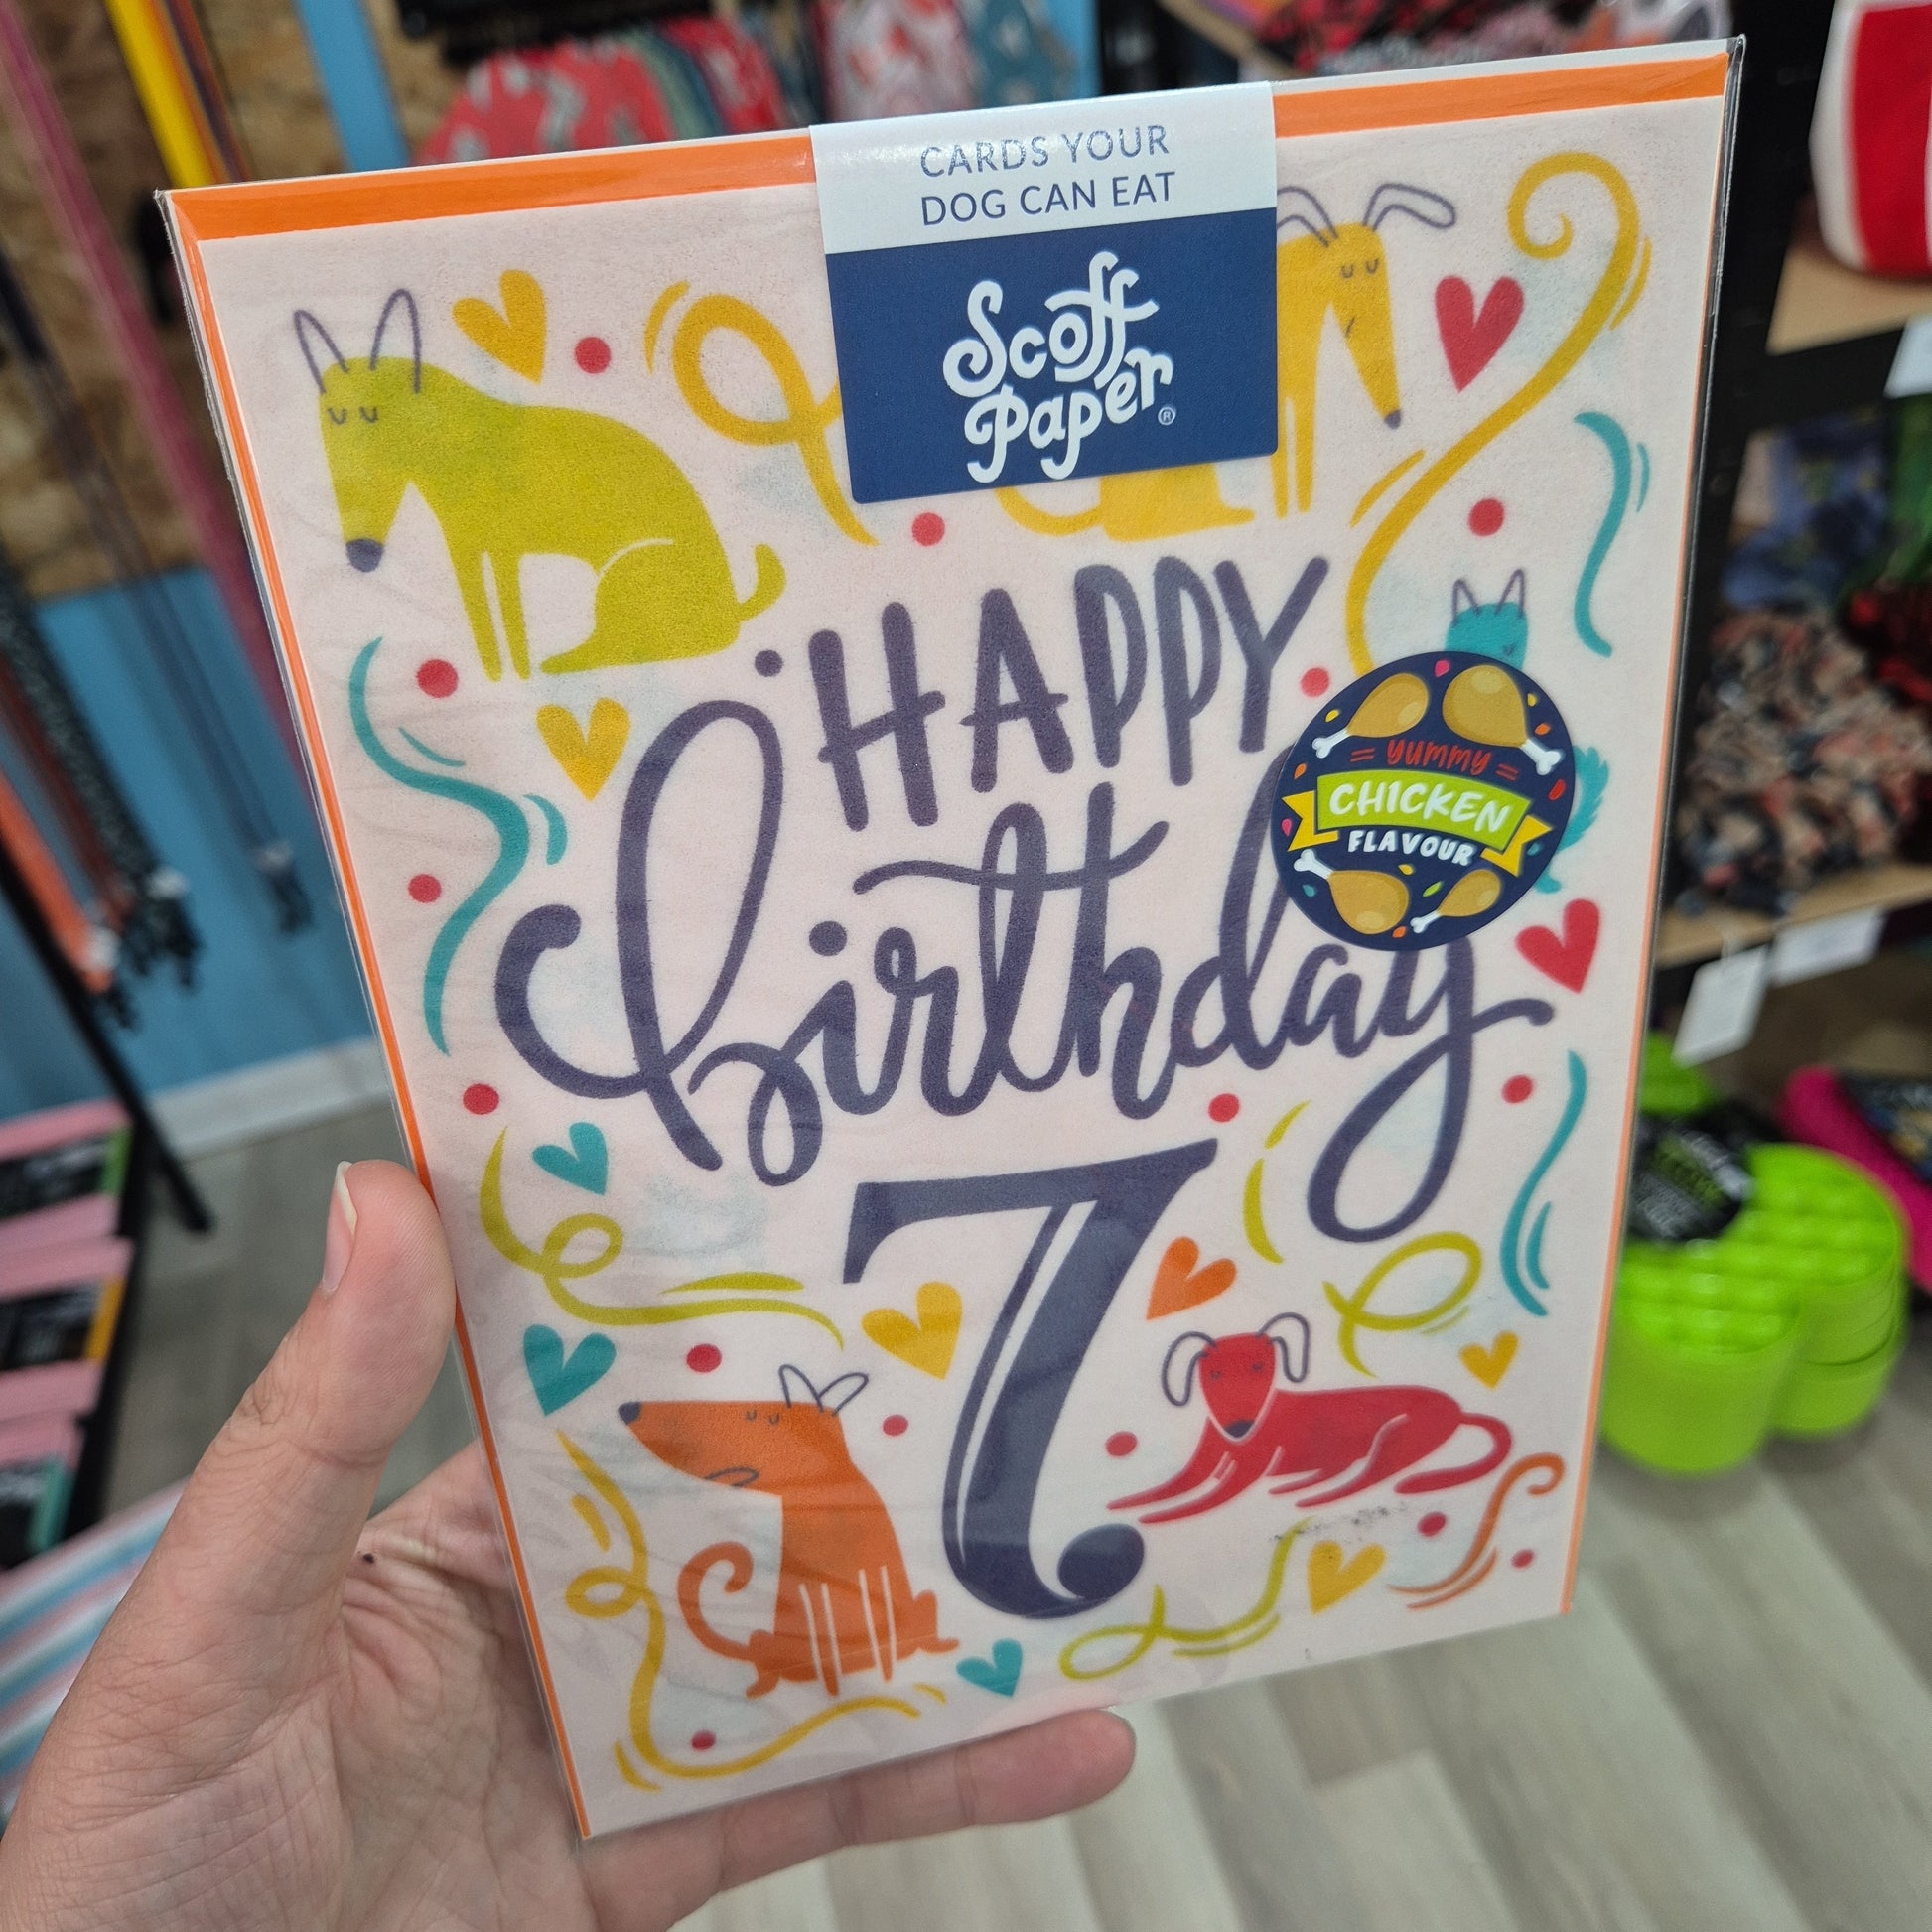 CARDS YOUR
DOG CAN EAT
Scoff
Paper®
HAPPY
birthday
= YUMMY =
CHICKEN
FLAVOUR
7